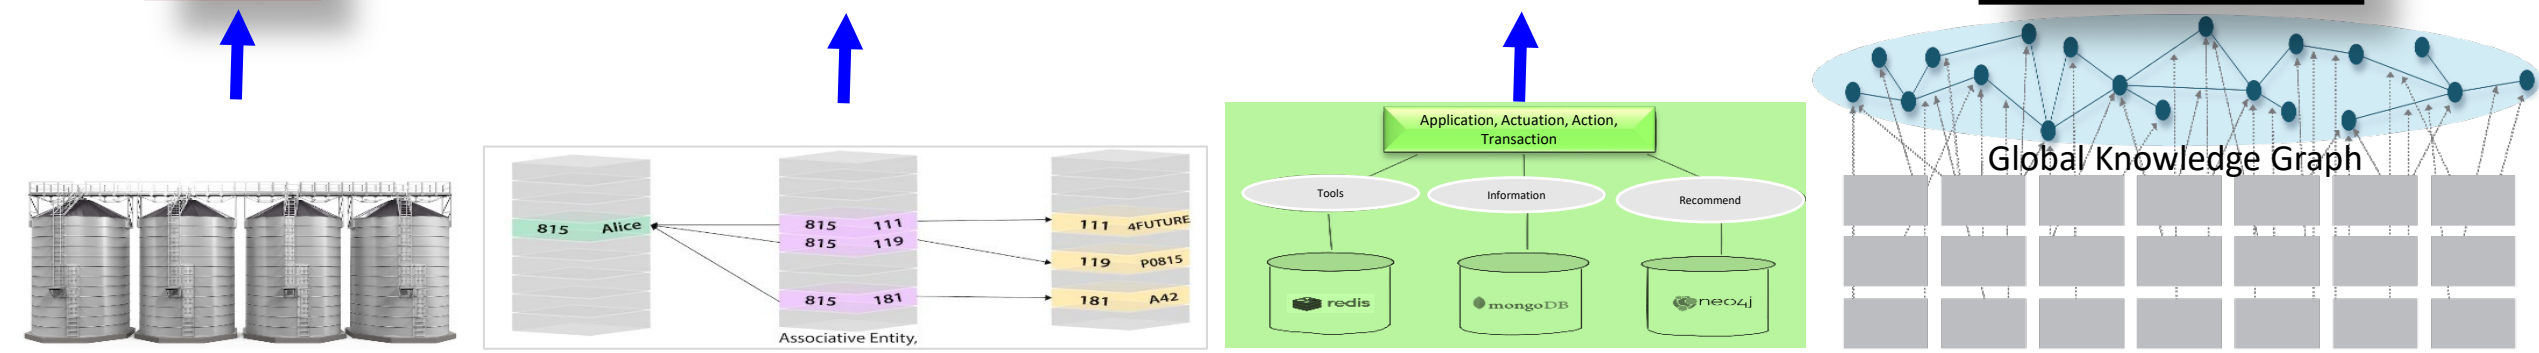 815 Alice
815 111
815 119
815 181
111 4FUTURE
119 P0815
181 A42
Associative Entity,
Application, Actuation, Action,
Transaction
Tools
Information
Recommend
redis
mongoDB
neo4j
Global Knowledge Graph